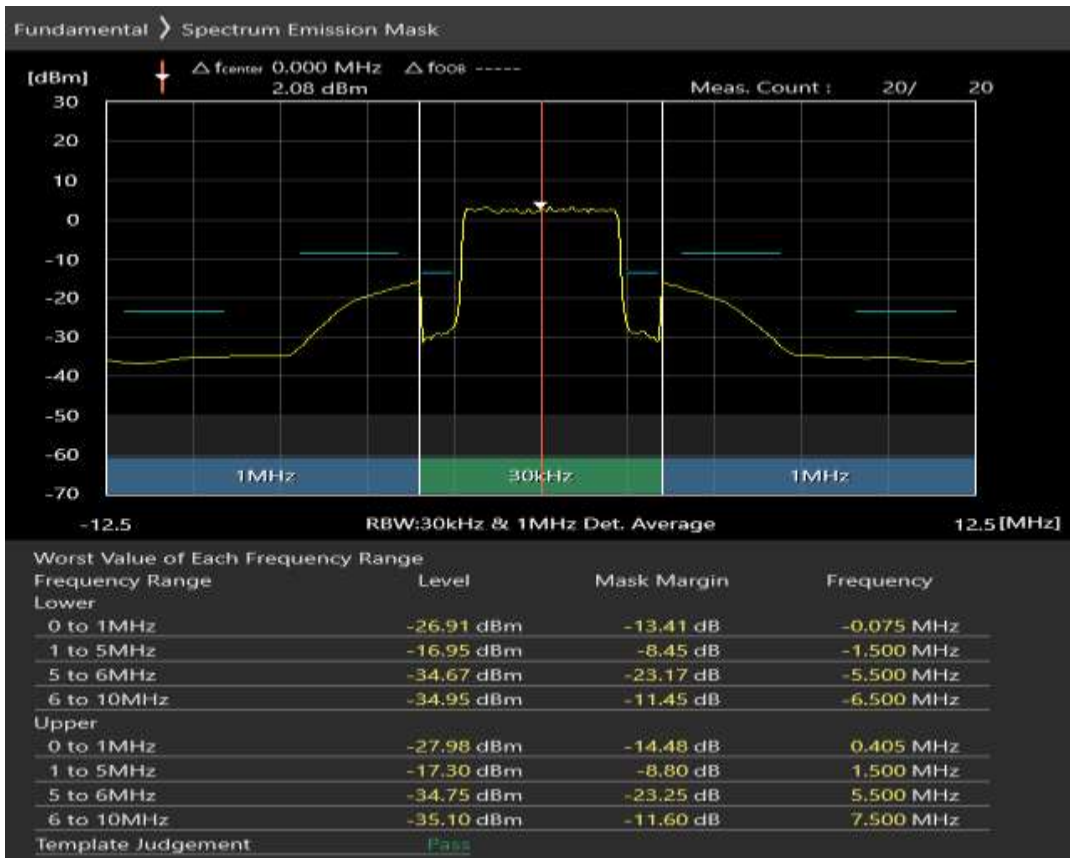 Fundamental ❯ Spectrum Emission Mask
[dBm] △ fcenter 0.000 MHz △ fOOB -----
2.08 dBm Meas. Count : 20/ 20
30
20
10
0
-10
-20
-30
-40
-50
-60
1MHz 30kHz 1MHz
-70
-12.5 RBW:30kHz & 1MHz Det. Average 12.5 [MHz]
Worst Value of Each Frequency Range
Frequency Range Level Mask Margin Frequency
Lower
0 to 1MHz -26.91 dBm -13.41 dB -0.075 MHz
1 to 5MHz -16.95 dBm -8.45 dB -1.500 MHz
5 to 6MHz -34.67 dBm -23.17 dB -5.500 MHz
6 to 10MHz -34.95 dBm -11.45 dB -6.500 MHz
Upper
0 to 1MHz -27.98 dBm -14.48 dB 0.405 MHz
1 to 5MHz -17.30 dBm -8.80 dB 1.500 MHz
5 to 6MHz -34.75 dBm -23.25 dB 5.500 MHz
6 to 10MHz -35.10 dBm -11.60 dB 7.500 MHz
Template Judgement Pass